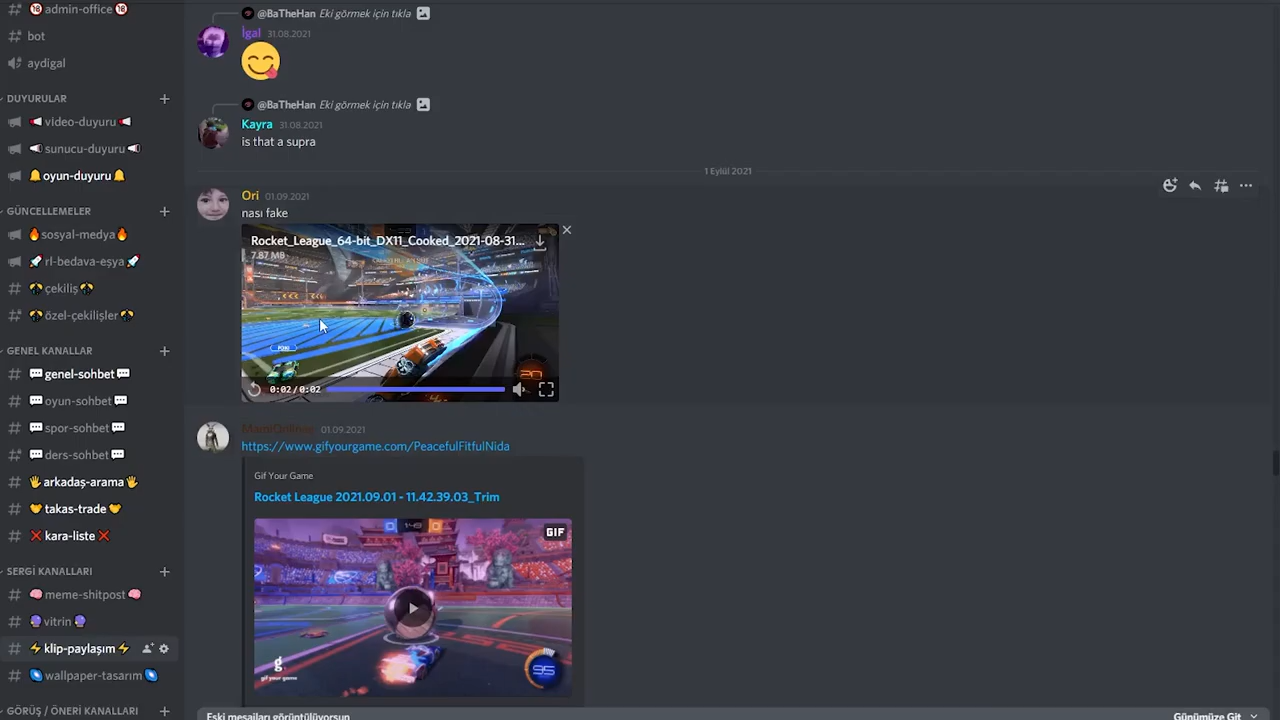 admin-office
bot
aydigal
DUYURULAR
vıdeo-duyuru
sunucu-duyuru
oyun-duyuru
GÜNCELLEMELER
sosyal-medya
rl-bedava-eşya
çekiliş
özel-çekilişler
GENEL KANALLAR
genel-sohbet
oyun-sohbet
spor-sohbet
ders-sohbet
arkadaş-arama
takas-trade
kara-liste
SERGİ KANALLARI
meme-shitpost
vitrin
klip-paylaşım
wallpaper-tasarım
GÖRÜŞ / ÖNERİ KANALLARI
@BaTheHan Eki görmek için tıkla
İgal 31.08.2021
@BaTheHan Eki görmek için tıkla
Kayra 31.08.2021
is that a supra
1 Eylül 2021
Ori 01.09.2021
nası fake
Rocket_League_64-bit_DX11_Cooked_2021-08-31...
7.87 MB
0:02/0:02
01.09.2021
https://www.gifyourgame.com/PeacefulFitfulNida
Gif Your Game
Rocket League 2021.09.01 - 11.42.39.03_Trim
GIF
gif your game
95
Eski mesajları görüntülüyorsun
Günümüze Git